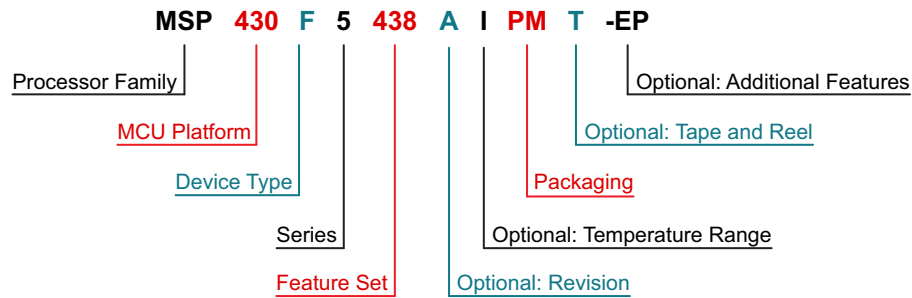 MSP 430 F 5 438 A I PM T -EP
Processor Family
Optional: Additional Features
MCU Platform
Optional: Tape and Reel
Device Type
Packaging
Series
Optional: Temperature Range
Feature Set
Optional: Revision